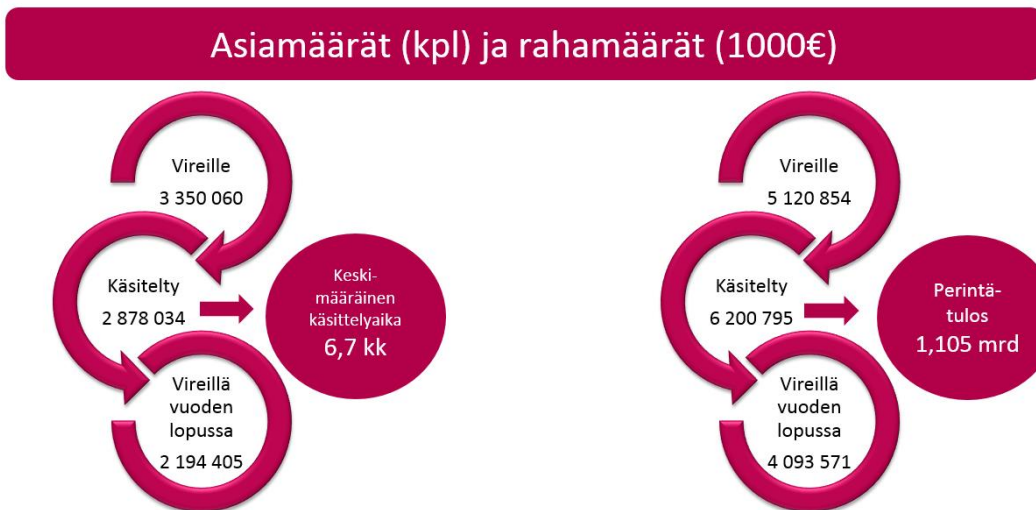 Asiamäärät (kpl) ja rahamäärät (1000€)
Vireille
3 350 060
Käsitelty
2 878 034
Keski-
määräinen
käsittelyaika
6,7 kk
Vireillä
vuoden
lopussa
2 194 405
Vireille
5 120 854
Käsitelty
6 200 795
Perintä-
tulos
1,105 mrd
Vireillä
vuoden
lopussa
4 093 571